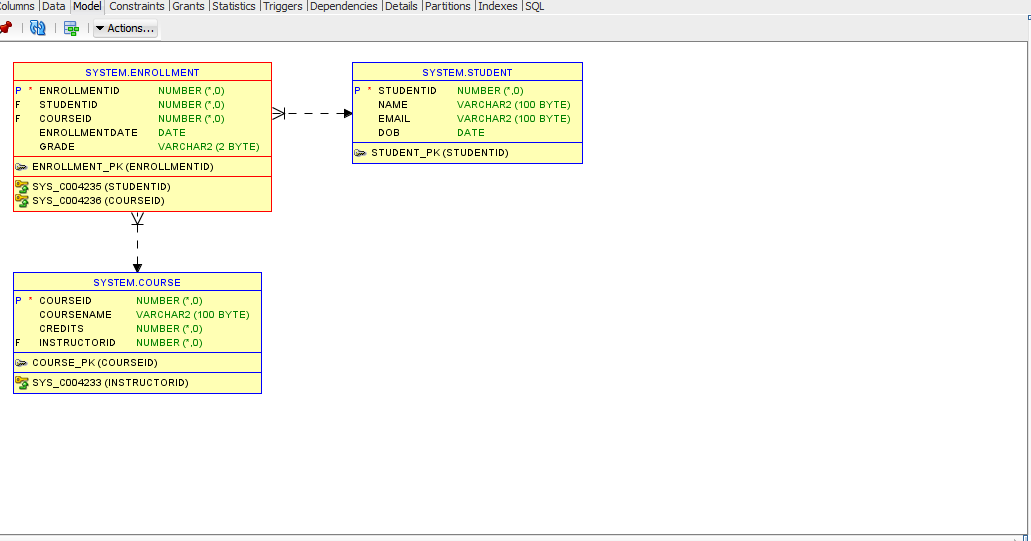 Columns Data Model Constraints Grants Statistics Triggers Dependencies Details Partitions Indexes SQL
Actions...
SYSTEM.ENROLLMENT
P * ENROLLMENTID NUMBER (*,0)
F STUDENTID NUMBER (*,0)
F COURSEID NUMBER (*,0)
ENROLLMENTDATE DATE
GRADE VARCHAR2 (2 BYTE)
ENROLLMENT_PK (ENROLLMENTID)
SYS_C004235 (STUDENTID)
SYS_C004236 (COURSEID)
SYSTEM.STUDENT
P * STUDENTID NUMBER (*,0)
NAME VARCHAR2 (100 BYTE)
EMAIL VARCHAR2 (100 BYTE)
DOB DATE
STUDENT_PK (STUDENTID)
SYSTEM.COURSE
P * COURSEID NUMBER (*,0)
COURSENAME VARCHAR2 (100 BYTE)
CREDITS NUMBER (*,0)
F INSTRUCTORID NUMBER (*,0)
COURSE_PK (COURSEID)
SYS_C004233 (INSTRUCTORID)